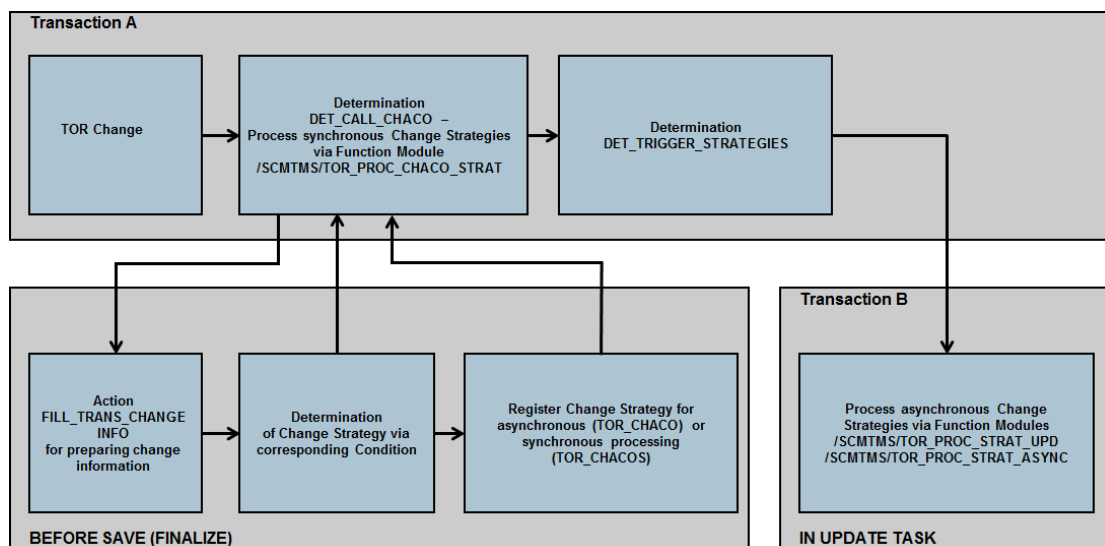 Transaction A
TOR Change
Determination
DET_CALL_CHACO –
Process synchronous Change Strategies
via Function Module
/SCMTMS/TOR_PROC_CHACO_STRAT
Determination
DET_TRIGGER_STRATEGIES
Action
FILL_TRANS_CHANGE
INFO
for preparing change
information
Determination
of Change Strategy via
corresponding Condition
Register Change Strategy for
asynchronous (TOR_CHACO) or
synchronous processing
(TOR_CHACOS)
BEFORE SAVE (FINALIZE)
Transaction B
Process asynchronous Change
Strategies via Function Modules
/SCMTMS/TOR_PROC_STRAT_UPD
/SCMTMS/TOR_PROC_STRAT_ASYNC
IN UPDATE TASK